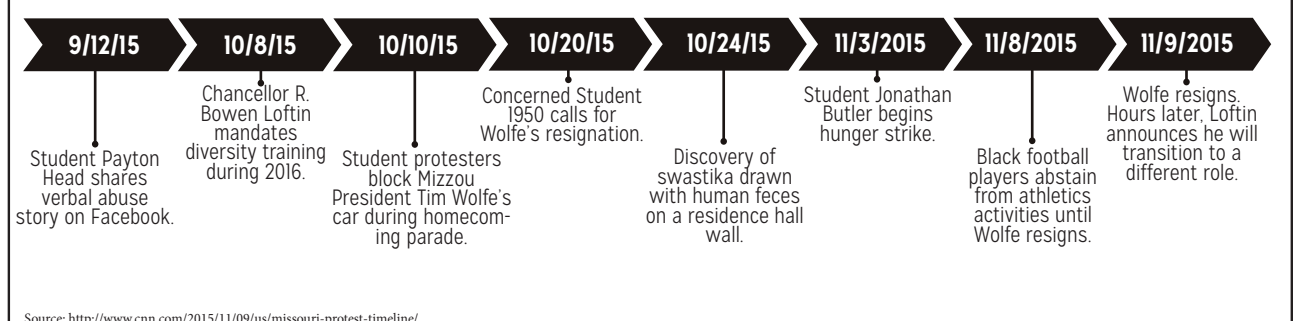 9/12/15
10/8/15
10/10/15
10/20/15
10/24/15
11/3/2015
11/8/2015
11/9/2015
Student Payton
Head shares
verbal abuse
story on Facebook.
Chancellor R.
Bowen Loftin
mandates
diversity training
during 2016.
Student protesters
block Mizzou
President Tim Wolfe's
car during homecom-
ing parade.
Concerned Student
1950 calls for
Wolfe's resignation.
Discovery of
swastika drawn
with human feces
on a residence hall
wall.
Student Jonathan
Butler begins
hunger strike.
Black football
players abstain
from athletics
activities until
Wolfe resigns.
Wolfe resigns.
Hours later, Loftin
announces he will
transition to a
different role.
Source: http://www.cnn.com/2015/11/09/us/missouri-protest-timeline/